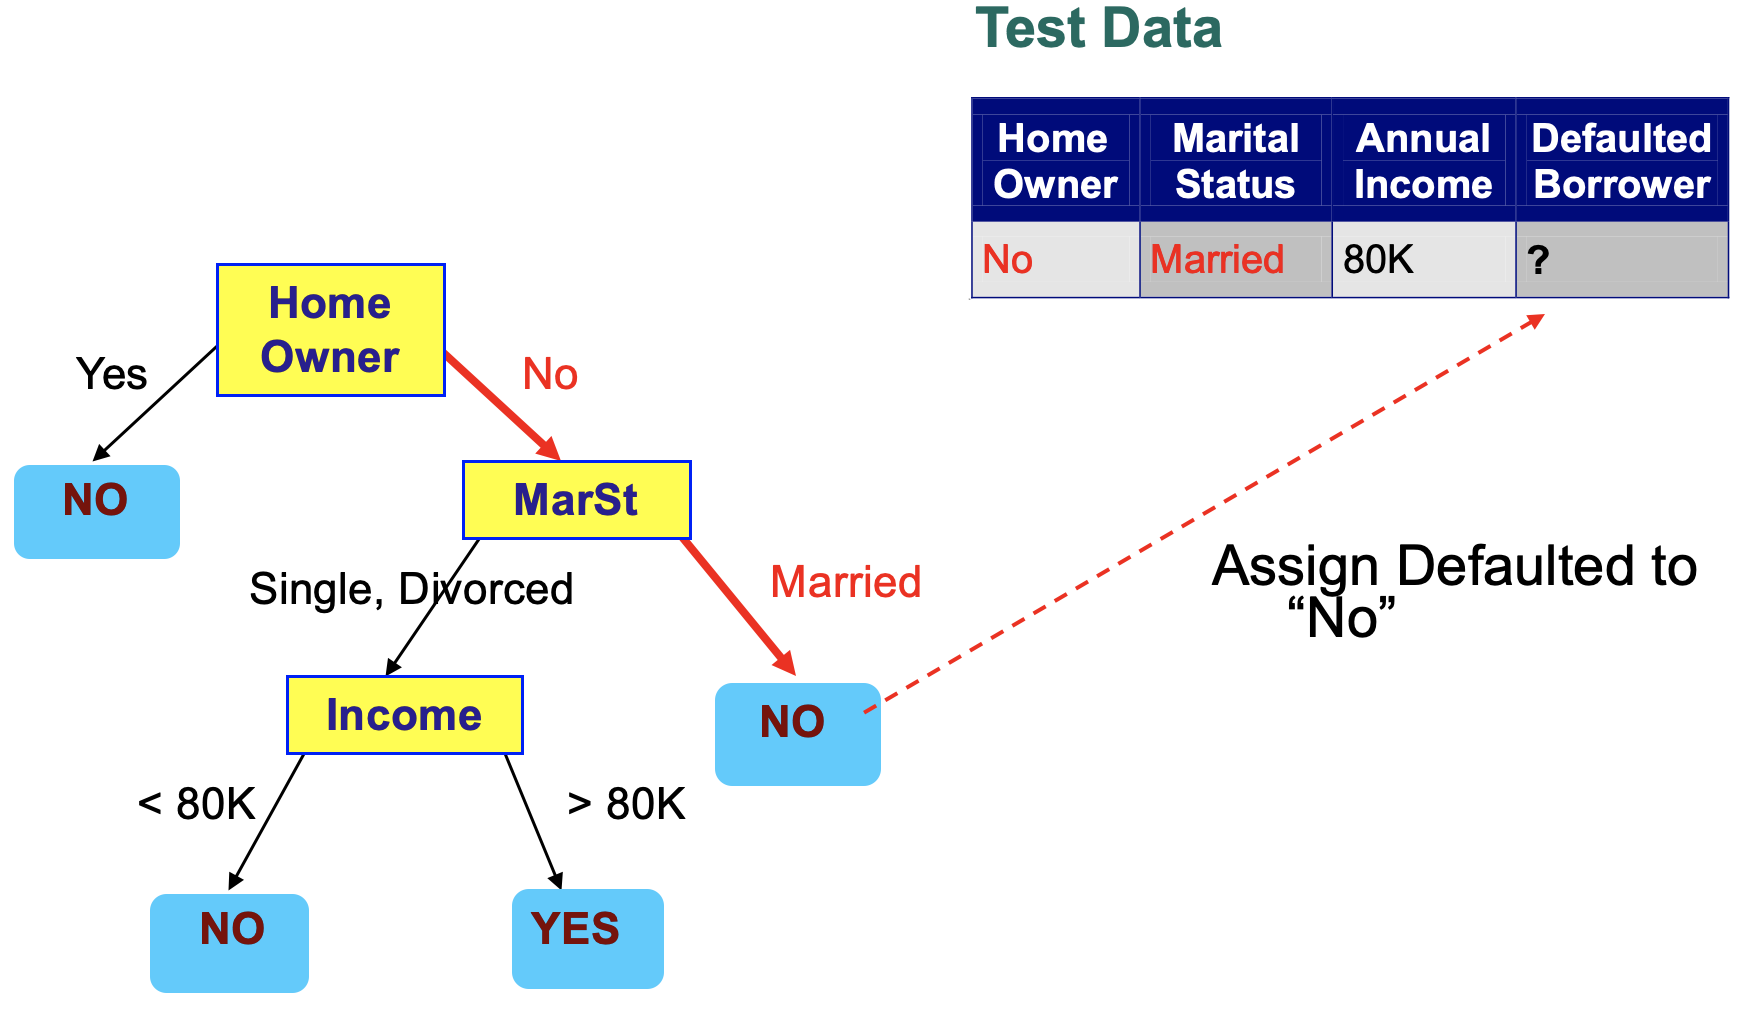 Test Data
Home Owner Marital Status Annual Income Defaulted Borrower
No Married 80K ?
Home
Owner
Yes
No
NO
MarSt
Single, Divorced
Married
Assign Defaulted to
“No”
Income
NO
< 80K
> 80K
NO
YES